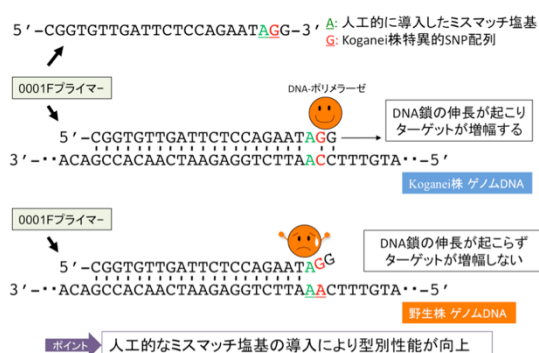 5′-CGGTGTTGATTCTCCAGAATAGG-3′
A: 人工的に導入したミスマッチ塩基
G: Koganei株特異的SNP配列
0001Fプライマー
DNA-ポリメラーゼ
5′-CGGTGTTGATTCTCCAGAATAGG
DNA鎖の伸長が起こり
ターゲットが増幅する
3′-‥ACAGCCACAACTAAGAGGTCTTAACCTTTGTA‥-5′
Koganei株 ゲノムDNA
0001Fプライマー
5′-CGGTGTTGATTCTCCAGAATAGG
DNA鎖の伸長が起こらず
ターゲットが増幅しない
3′-‥ACAGCCACAACTAAGAGGTCTTAAACTTTGTA‥-5′
野生株 ゲノムDNA
ポイント 人工的なミスマッチ塩基の導入により型別性能が向上